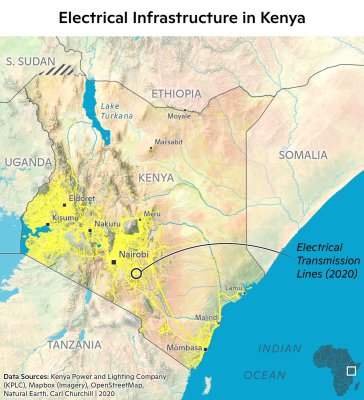 Electrical Infrastructure in Kenya
S. SUDAN
ETHIOPIA
Lake
Turkana
Moyale
Marsabit
UGANDA
SOMALIA
KENYA
Eldoret
Kisumu
Nakuru
Meru
Nairobi
Electrical
Transmission
Lines (2020)
Lamu
Malindi
TANZANIA
Mombasa
INDIAN
OCEAN
Data Sources: Kenya Power and Lighting Company
(KPLC), Mapbox (Imagery), OpenStreetMap,
Natural Earth. Carl Churchill | 2020